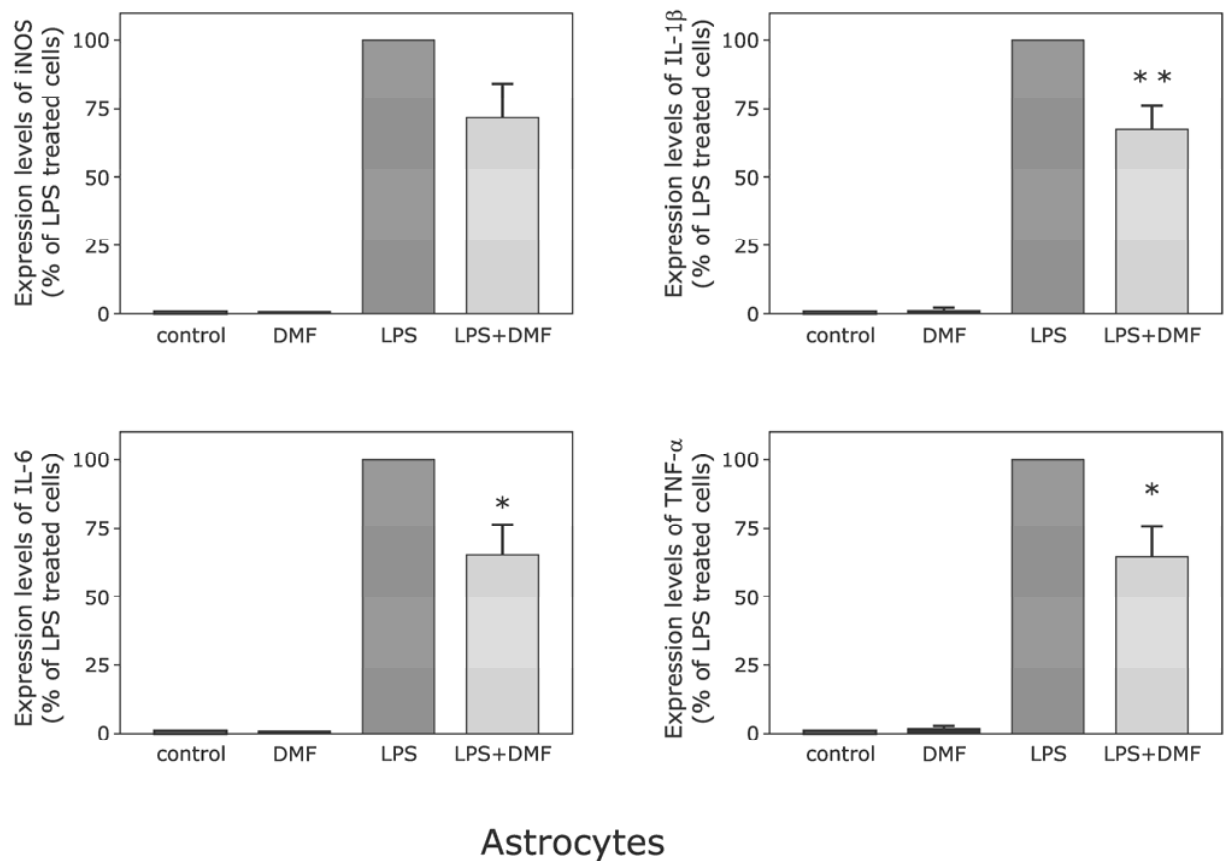 Expression levels of iNOS
(% of LPS treated cells)
100
75
50
25
0
control DMF LPS LPS+DMF
Expression levels of IL-1β
(% of LPS treated cells)
100
75
50
25
0
* *
control DMF LPS LPS+DMF
Expression levels of IL-6
(% of LPS treated cells)
100
75
50
25
0
*
control DMF LPS LPS+DMF
Expression levels of TNF-α
(% of LPS treated cells)
100
75
50
25
0
*
control DMF LPS LPS+DMF
Astrocytes